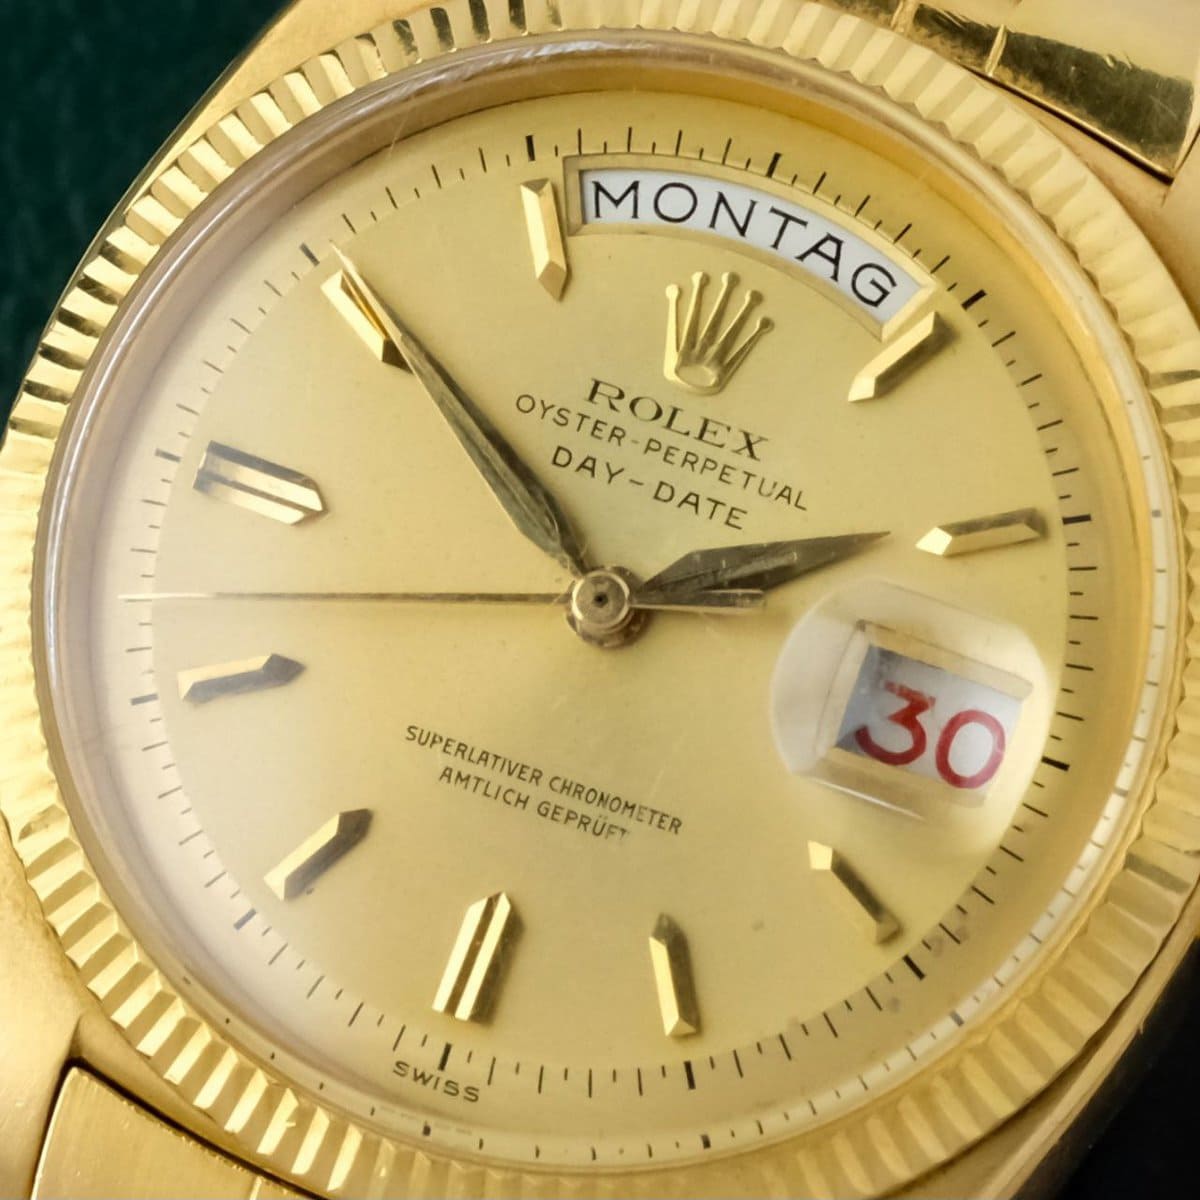 MONTAG
ROLEX
OYSTER-PERPETUAL
DAY-DATE
30
SUPERLATIVER CHRONOMETER
AMTLICH GEPRÜFT
SWISS